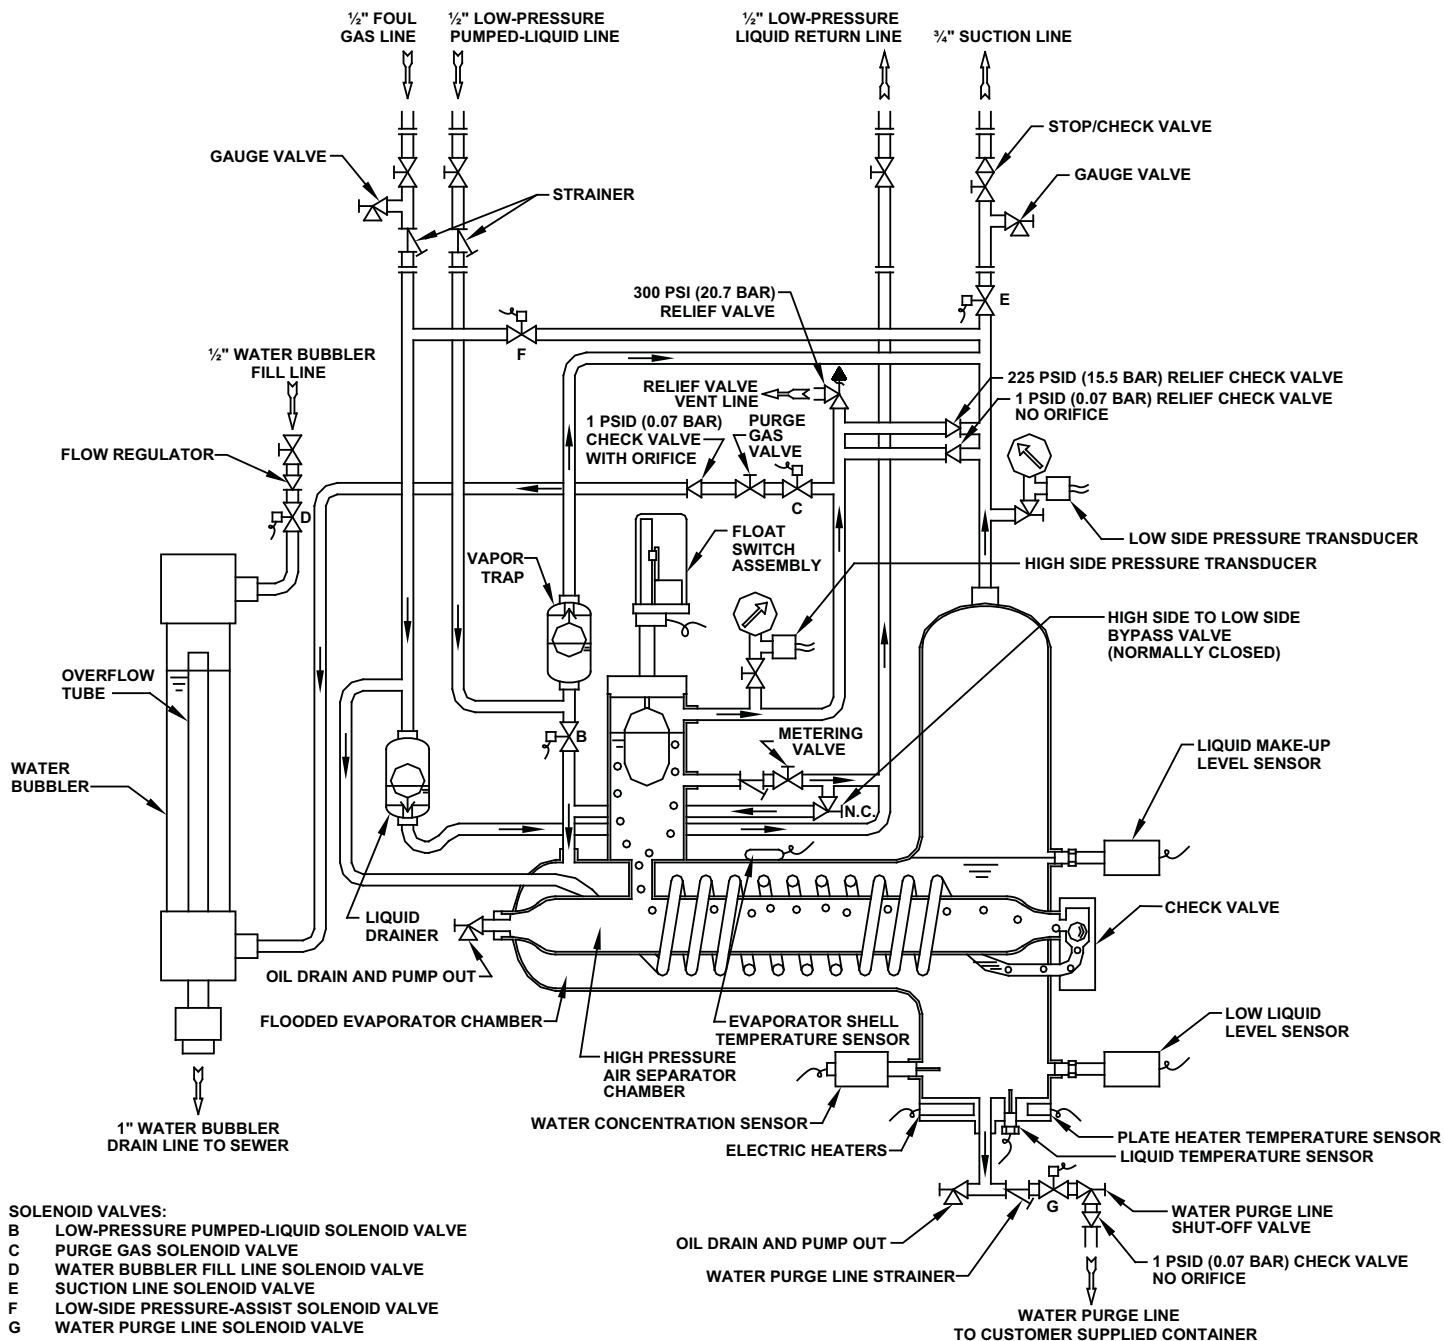 ½" FOUL
GAS LINE
½" LOW-PRESSURE
PUMPED-LIQUID LINE
½" LOW-PRESSURE
LIQUID RETURN LINE
¾" SUCTION LINE
STOP/CHECK VALVE
GAUGE VALVE
GAUGE VALVE
STRAINER
300 PSI (20.7 BAR)
RELIEF VALVE
E
F
½" WATER BUBBLER
FILL LINE
RELIEF VALVE
VENT LINE
225 PSID (15.5 BAR) RELIEF CHECK VALVE
1 PSID (0.07 BAR) RELIEF CHECK VALVE
NO ORIFICE
1 PSID (0.07 BAR)
CHECK VALVE
WITH ORIFICE
PURGE
GAS
VALVE
FLOW REGULATOR
C
D
FLOAT
SWITCH
ASSEMBLY
LOW SIDE PRESSURE TRANSDUCER
VAPOR
TRAP
HIGH SIDE PRESSURE TRANSDUCER
HIGH SIDE TO LOW SIDE
BYPASS VALVE
(NORMALLY CLOSED)
OVERFLOW
TUBE
B
METERING
VALVE
LIQUID MAKE-UP
LEVEL SENSOR
WATER
BUBBLER
N.C.
LIQUID
DRAINER
CHECK VALVE
OIL DRAIN AND PUMP OUT
FLOODED EVAPORATOR CHAMBER
EVAPORATOR SHELL
TEMPERATURE SENSOR
LOW LIQUID
LEVEL SENSOR
HIGH PRESSURE
AIR SEPARATOR
CHAMBER
WATER CONCENTRATION SENSOR
1" WATER BUBBLER
DRAIN LINE TO SEWER
ELECTRIC HEATERS
PLATE HEATER TEMPERATURE SENSOR
LIQUID TEMPERATURE SENSOR
G
WATER PURGE LINE
SHUT-OFF VALVE
OIL DRAIN AND PUMP OUT
WATER PURGE LINE STRAINER
1 PSID (0.07 BAR) CHECK VALVE
NO ORIFICE
WATER PURGE LINE
TO CUSTOMER SUPPLIED CONTAINER
SOLENOID VALVES:
B LOW-PRESSURE PUMPED-LIQUID SOLENOID VALVE
C PURGE GAS SOLENOID VALVE
D WATER BUBBLER FILL LINE SOLENOID VALVE
E SUCTION LINE SOLENOID VALVE
F LOW-SIDE PRESSURE-ASSIST SOLENOID VALVE
G WATER PURGE LINE SOLENOID VALVE